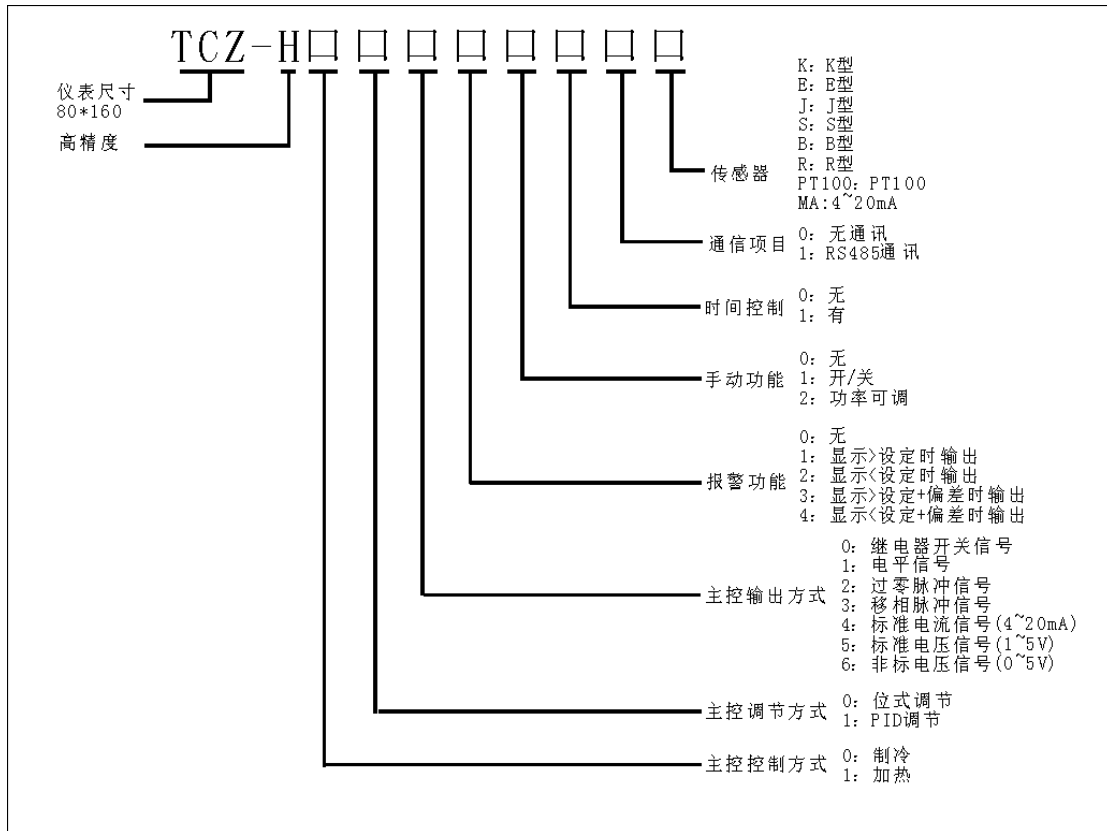 TCZ-H□ □ □ □ □ □ □ □
仪表尺寸
80*160
高精度
传感器
K: K型
E: E型
J: J型
S: S型
B: B型
R: R型
PT100: PT100
MA:4~20mA
通信项目
0: 无通讯
1: RS485通讯
时间控制
0: 无
1: 有
手动功能
0: 无
1: 开/关
2: 功率可调
报警功能
0: 无
1: 显示>设定时输出
2: 显示<设定时输出
3: 显示>设定+偏差时输出
4: 显示<设定+偏差时输出
主控输出方式
0: 继电器开关信号
1: 电平信号
2: 过零脉冲信号
3: 移相脉冲信号
4: 标准电流信号(4~20mA)
5: 标准电压信号(1~5V)
6: 非标电压信号(0~5V)
主控调节方式
0: 位式调节
1: PID调节
主控控制方式
0: 制冷
1: 加热